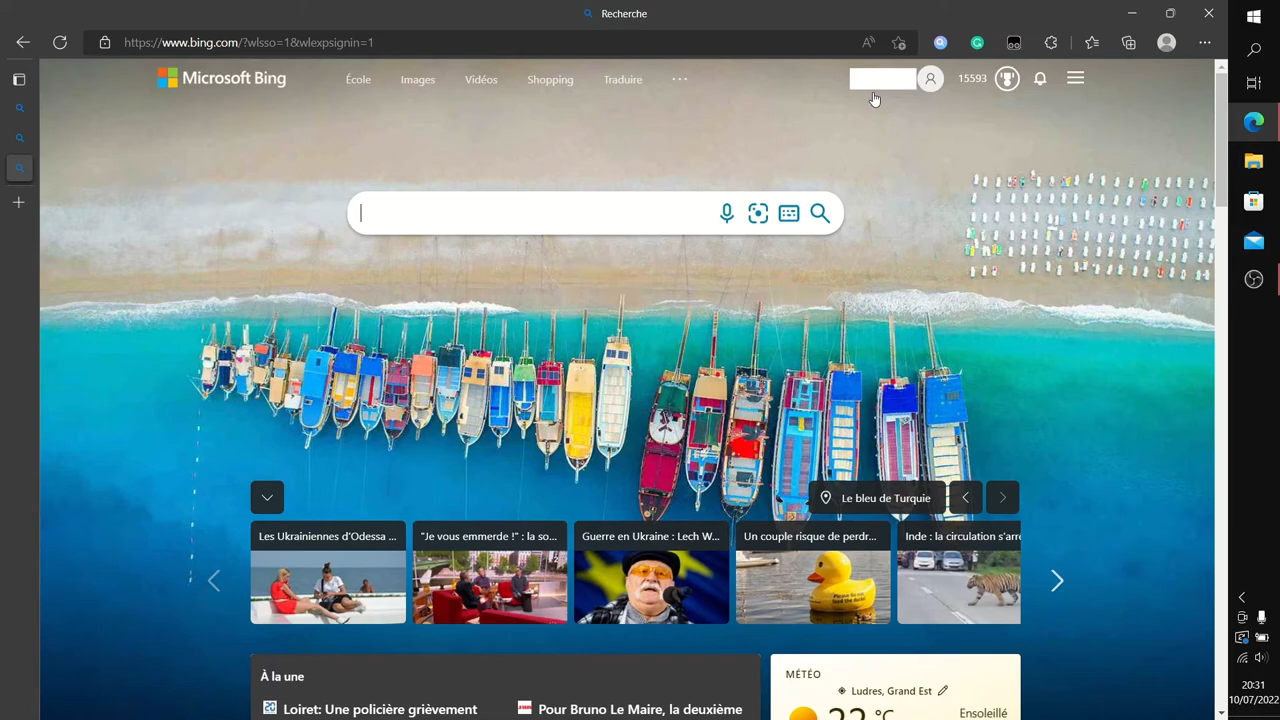 Recherche
https://www.bing.com/?wlsso=1&wlexpsignin=1
Microsoft Bing
École
Images
Vidéos
Shopping
Traduire
15593
Le bleu de Turquie
Les Ukrainiennes d'Odessa ...
"Je vous emmerde !" : la so...
Guerre en Ukraine : Lech W...
Un couple risque de perdr...
Inde : la circulation s'arr
À la une
MÉTÉO
Ludres, Grand Est
Loiret: Une policière grièvement
Pour Bruno Le Maire, la deuxième
°C
Ensoleillé
20:31
10/07/2022